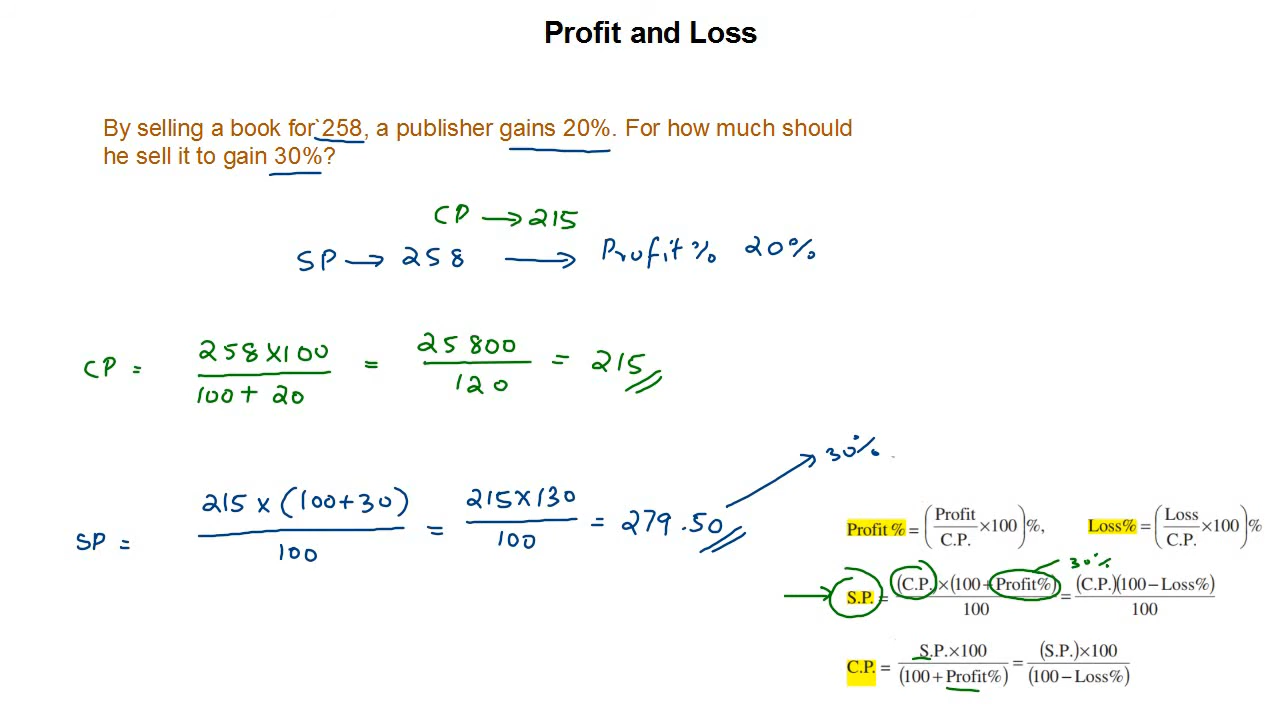 Profit and Loss
By selling a book for`258, a publisher gains 20%. For how much should
he sell it to gain 30%?
CP → 215
SP → 258 → Profit % 20%
CP = 258×100 / 100 + 20 = 25800 / 120 = 215
30%
SP = 215 × (100+30) / 100 = 215×130 / 100 = 279.50
Profit % = (Profit / C.P. ×100)%, Loss% = (Loss / C.P. ×100)%
30%
S.P. = (C.P.)×(100+Profit%) / 100 = (C.P.)(100−Loss%) / 100
C.P. = S.P.×100 / (100+Profit%) = (S.P.)×100 / (100−Loss%)